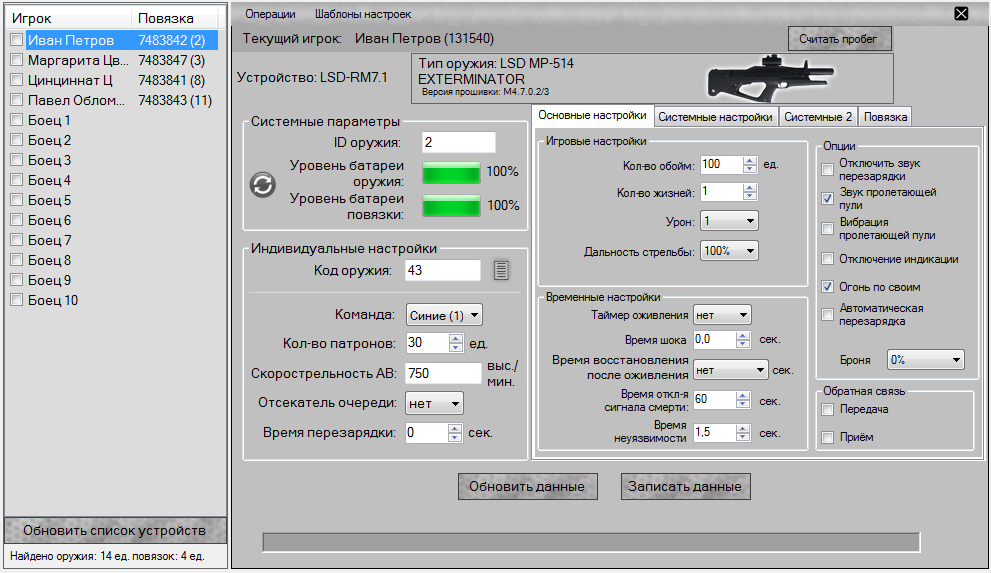 Игрок Повязка
Иван Петров 7483842 (2)
Маргарита Цв... 7483847 (3)
Цинциннат Ц 7483841 (8)
Павел Облом... 7483843 (11)
Боец 1
Боец 2
Боец 3
Боец 4
Боец 5
Боец 6
Боец 7
Боец 8
Боец 9
Боец 10
Обновить список устройств
Найдено оружия: 14 ед. повязок: 4 ед.
Операции Шаблоны настроек
Текущий игрок: Иван Петров (131540)
Считать пробег
Устройство: LSD-RM7.1
Тип оружия: LSD MP-514
EXTERMINATOR
Версия прошивки: M4.7.0.2/3
Системные параметры
ID оружия: 2
Уровень батареи
оружия: 100%
Уровень батареи
повязки: 100%
Индивидуальные настройки
Код оружия: 43
Команда: Синие (1)
Кол-во патронов: 30 ед.
Скорострельность АВ: 750 выс./
мин.
Отсекатель очереди: нет
Время перезарядки: 0 сек.
Основные настройки Системные настройки Системные 2 Повязка
Игровые настройки
Кол-во обойм: 100 ед.
Кол-во жизней: 1
Урон: 1
Дальность стрельбы: 100%
Временные настройки
Таймер оживления нет
Время шока 0,0 сек.
Время восстановления
после оживления нет сек.
Время откл-я
сигнала смерти: 60 сек.
Время
неуязвимости 1,5 сек.
Опции
Отключить звук
перезарядки
Звук пролетающей
пули
Вибрация
пролетающей пули
Отключение индикации
Огонь по своим
Автоматическая
перезарядка
Броня 0%
Обратная связь
Передача
Приём
Обновить данные Записать данные